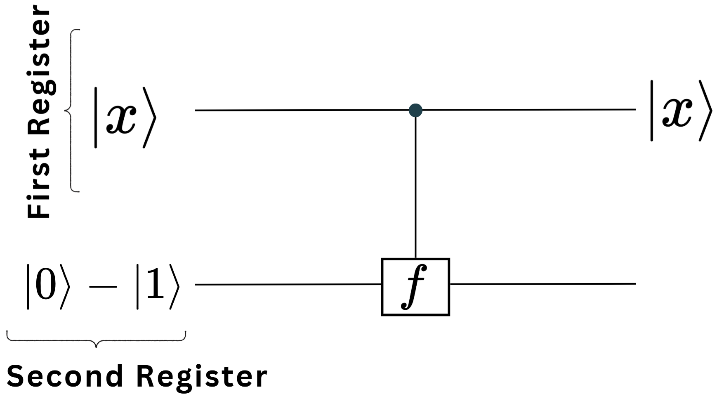 First Register
|x⟩
|x⟩
|0⟩ − |1⟩
f
Second Register